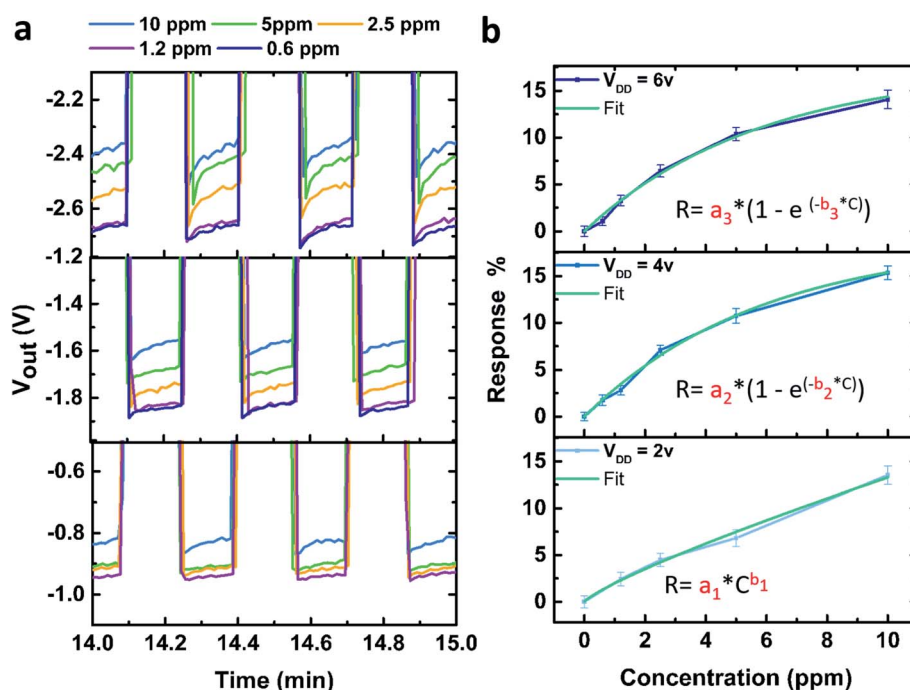 a
10 ppm 5ppm 2.5 ppm
1.2 ppm 0.6 ppm
-2.2
-2.4
-2.6
-1.2
-1.4
-1.6
-1.8
-0.6
-0.8
-1.0
14.0 14.2 14.4 14.6 14.8 15.0
Time (min)
Vout (V)
b
VDD = 6v
Fit
15
10
5
0
R= a3*(1 - e(-b3*C))
VDD = 4v
Fit
15
10
5
0
R= a2*(1 - e(-b2*C))
VDD = 2v
Fit
15
10
5
0
R= a1*Cb1
0 2 4 6 8 10
Concentration (ppm)
Response %